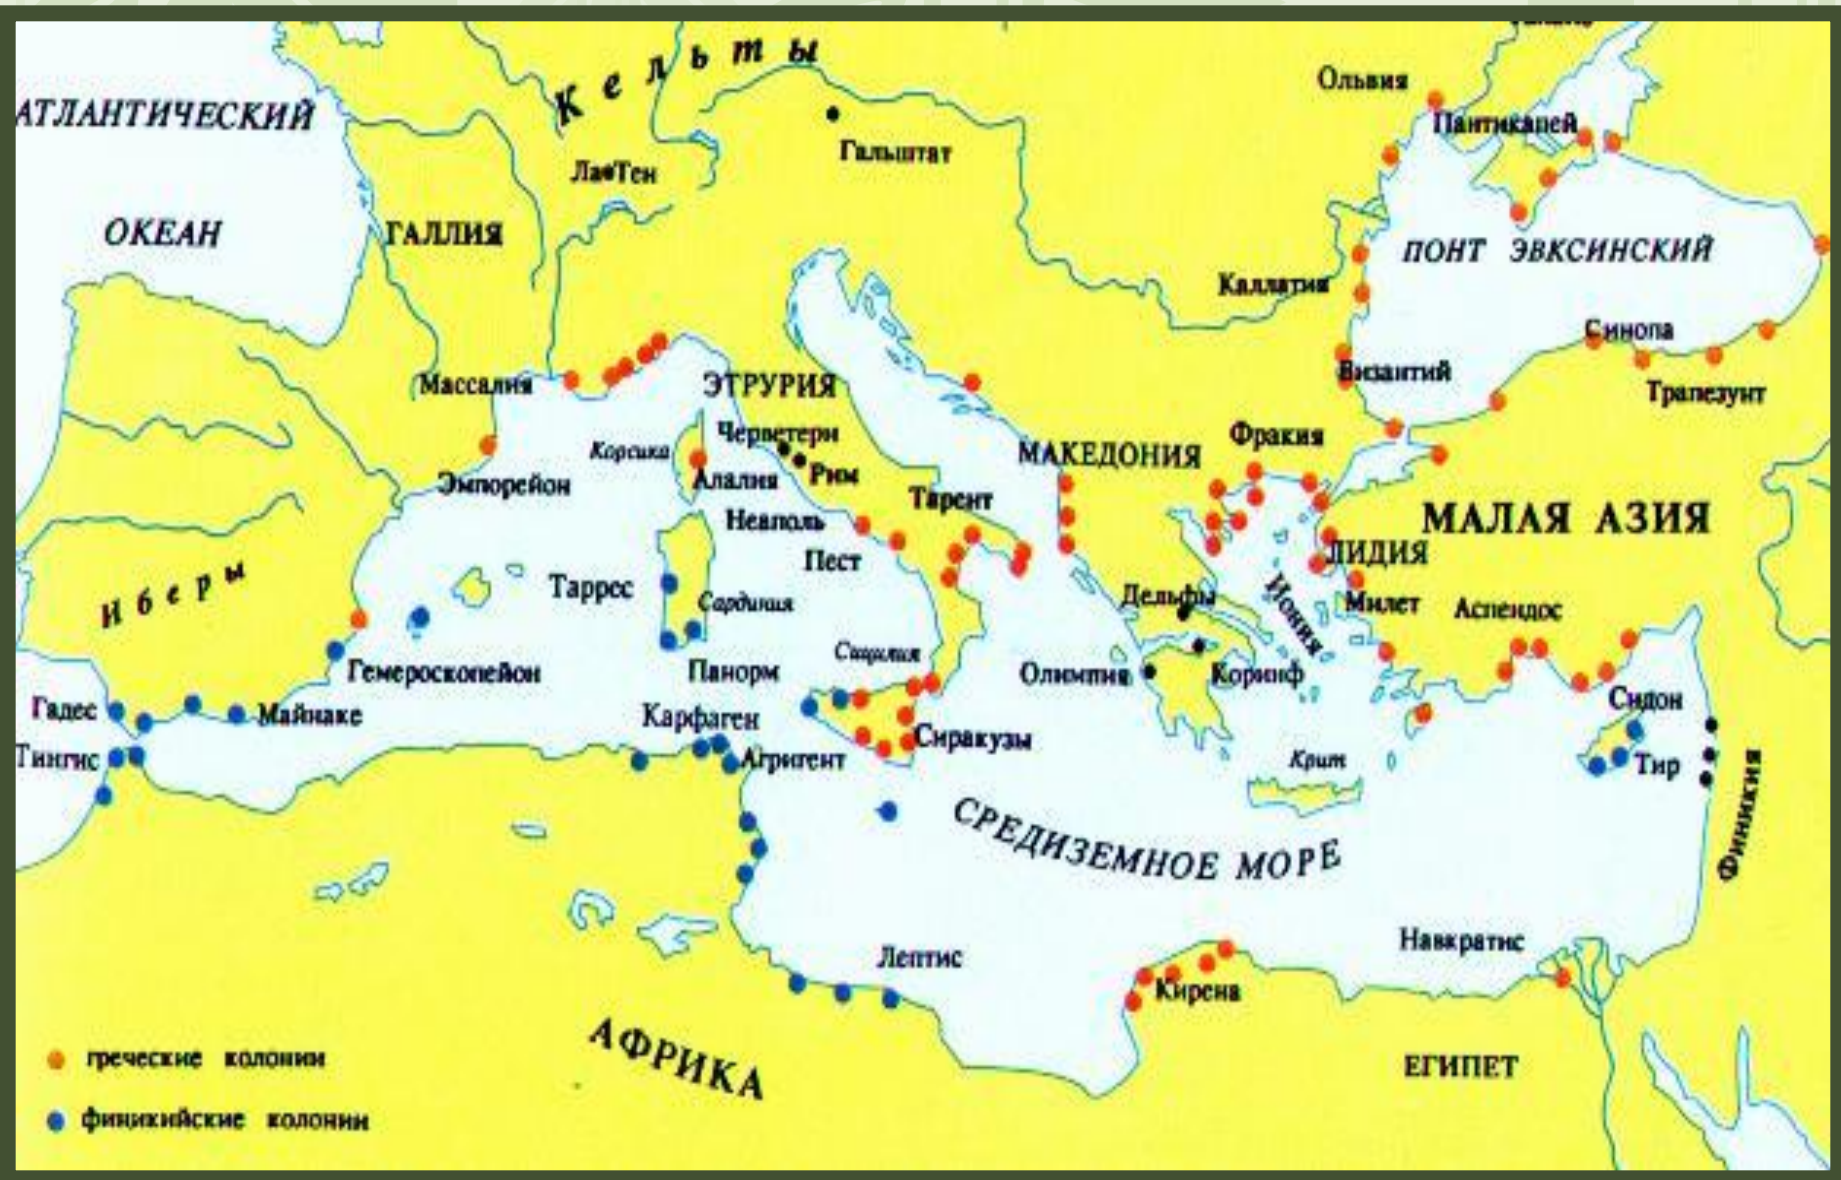 Кельты
Ольвия
АТЛАНТИЧЕСКИЙ
Пантикапей
Гальштат
Ла Тен
ОКЕАН
ГАЛЛИЯ
ПОНТ ЭВКСИНСКИЙ
Каллатия
Синопа
Массалия
ЭТРУРИЯ
Византий
Трапезунт
Черветери
Корсика
МАКЕДОНИЯ
Фракия
Рим
Алалия
Эмпорейон
Тарент
Неаполь
МАЛАЯ АЗИЯ
Пест
ЛИДИЯ
Иберы
Таррес
Сардиния
Дельфы
Иония
Милет
Аспендос
Сицилия
Гемероскопейон
Панорм
Олимпия
Коринф
Сидон
Гадес
Майнаке
Карфаген
Сиракузы
Тингис
Агригент
Крит
Тир
Финикия
СРЕДИЗЕМНОЕ МОРЕ
Лептис
Навкратис
Кирена
АФРИКА
ЕГИПЕТ
греческие колонии
финикийские колонии